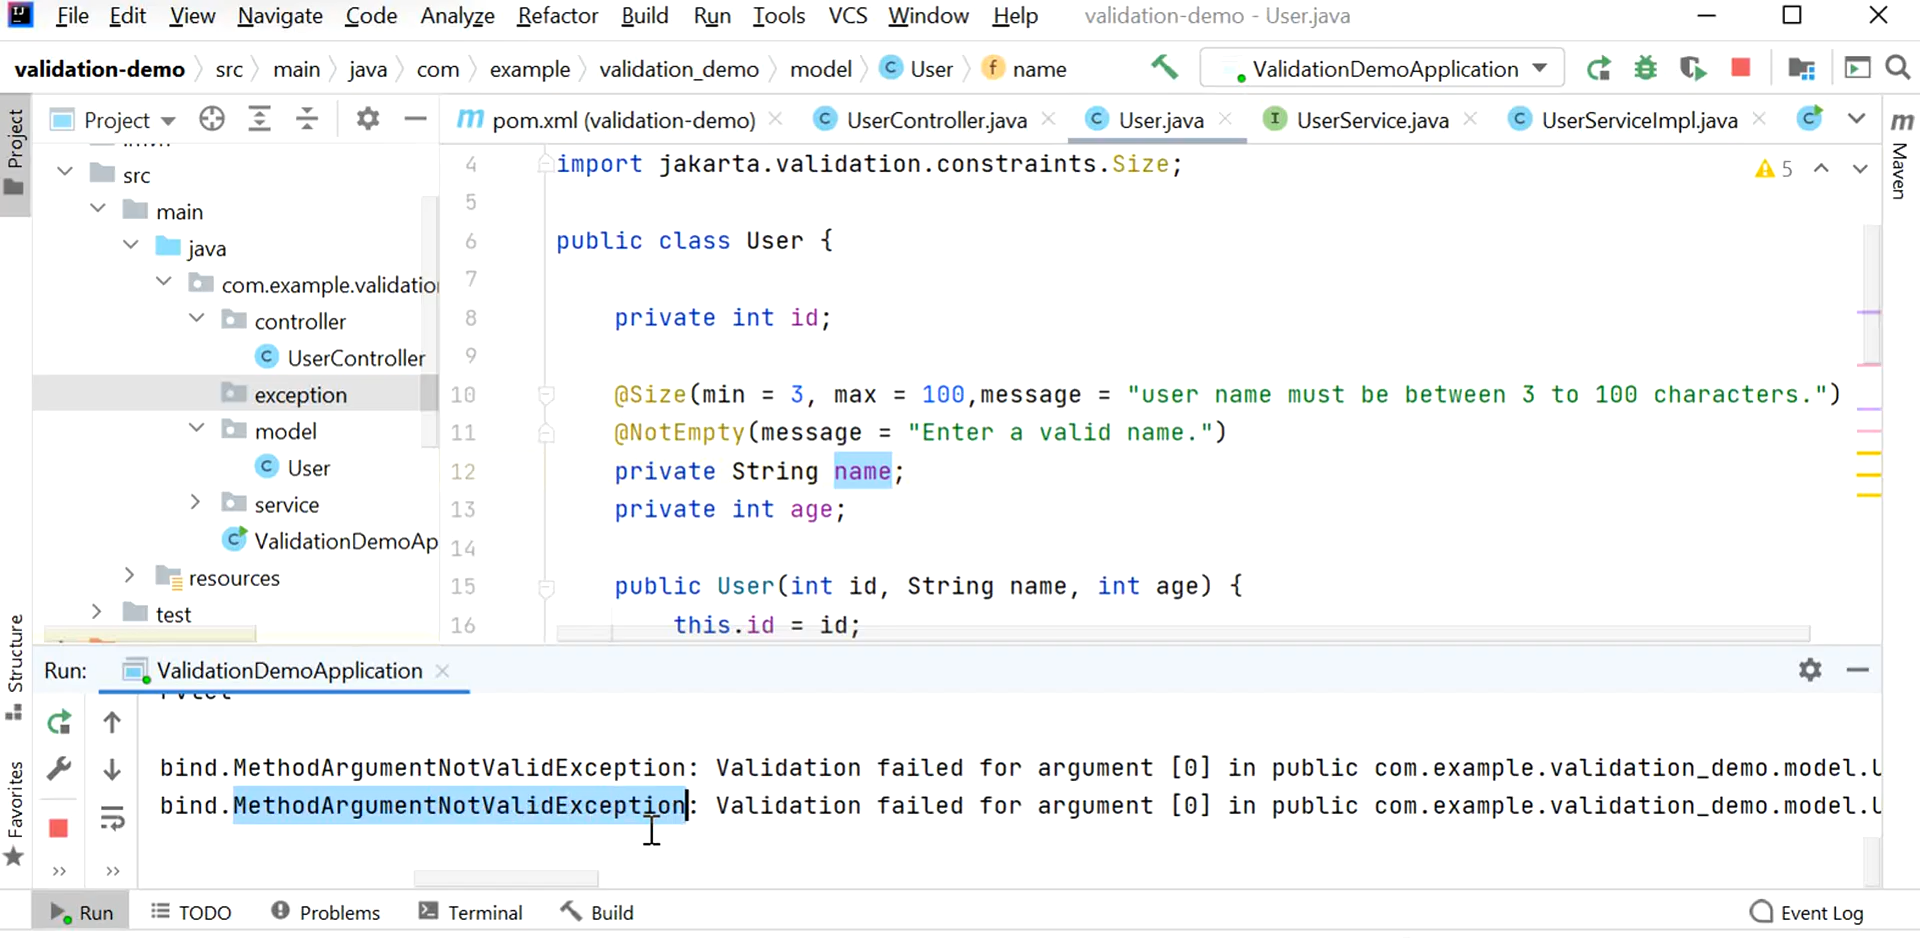 File Edit View Navigate Code Analyze Refactor Build Run Tools VCS Window Help validation-demo - User.java
validation-demo src main java com example validation_demo model User name ValidationDemoApplication
Project pom.xml (validation-demo) UserController.java User.java UserService.java UserServiceImpl.java
Project
Maven
Structure
Favorites
src
main
java
com.example.validation
controller
UserController
exception
model
User
service
ValidationDemoAp
resources
test
5
4 import jakarta.validation.constraints.Size;
5
6 public class User {
7
8 private int id;
9
10 @Size(min = 3, max = 100,message = "user name must be between 3 to 100 characters.")
11 @NotEmpty(message = "Enter a valid name.")
12 private String name;
13 private int age;
14
15 public User(int id, String name, int age) {
16 this.id = id;
Run: ValidationDemoApplication
bind.MethodArgumentNotValidException: Validation failed for argument [0] in public com.example.validation_demo.model.U
bind.MethodArgumentNotValidException: Validation failed for argument [0] in public com.example.validation_demo.model.U
Run TODO Problems Terminal Build Event Log